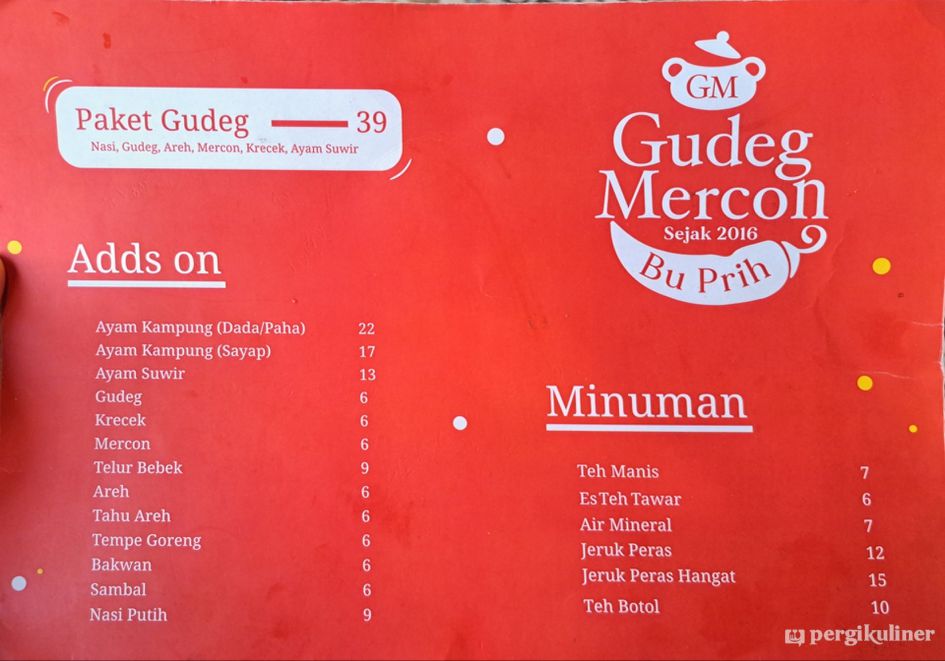 Paket Gudeg 39
Nasi, Gudeg, Areh, Mercon, Krecek, Ayam Suwir
Adds on
Ayam Kampung (Dada/Paha) 22
Ayam Kampung (Sayap) 17
Ayam Suwir 13
Gudeg 6
Krecek 6
Mercon 6
Telur Bebek 9
Areh 6
Tahu Areh 6
Tempe Goreng 6
Bakwan 6
Sambal 6
Nasi Putih 9
GM
Gudeg
Mercon
Sejak 2016
Bu Prih
Minuman
Teh Manis 7
Es Teh Tawar 6
Air Mineral 7
Jeruk Peras 12
Jeruk Peras Hangat 15
Teh Botol 10
pergikuliner